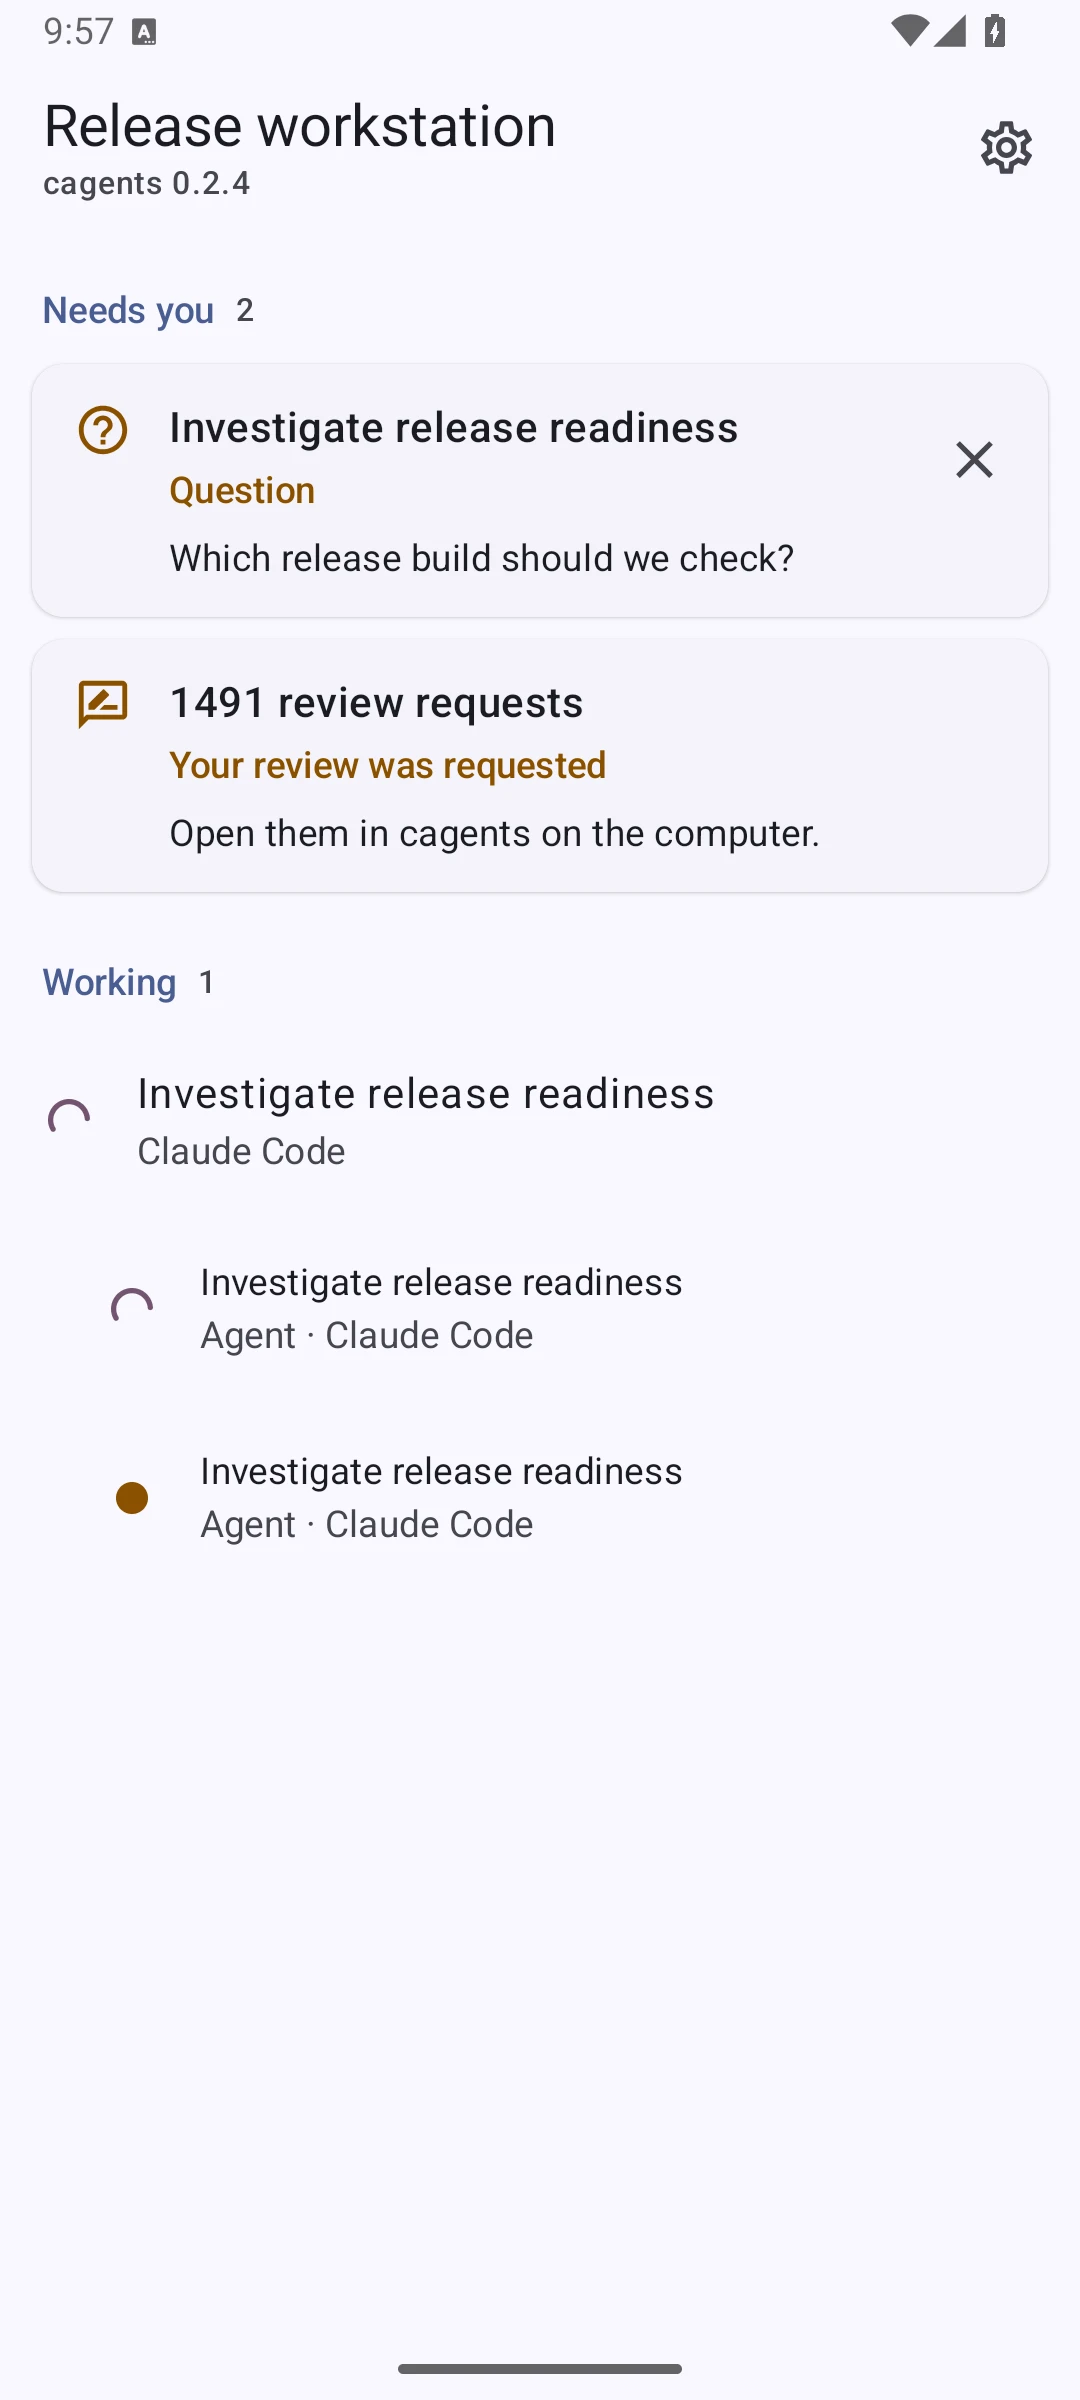 9:57
Release workstation
cagents 0.2.4
Needs you 2
Investigate release readiness
Question
Which release build should we check?
1491 review requests
Your review was requested
Open them in cagents on the computer.
Working 1
Investigate release readiness
Claude Code
Investigate release readiness
Agent · Claude Code
Investigate release readiness
Agent · Claude Code